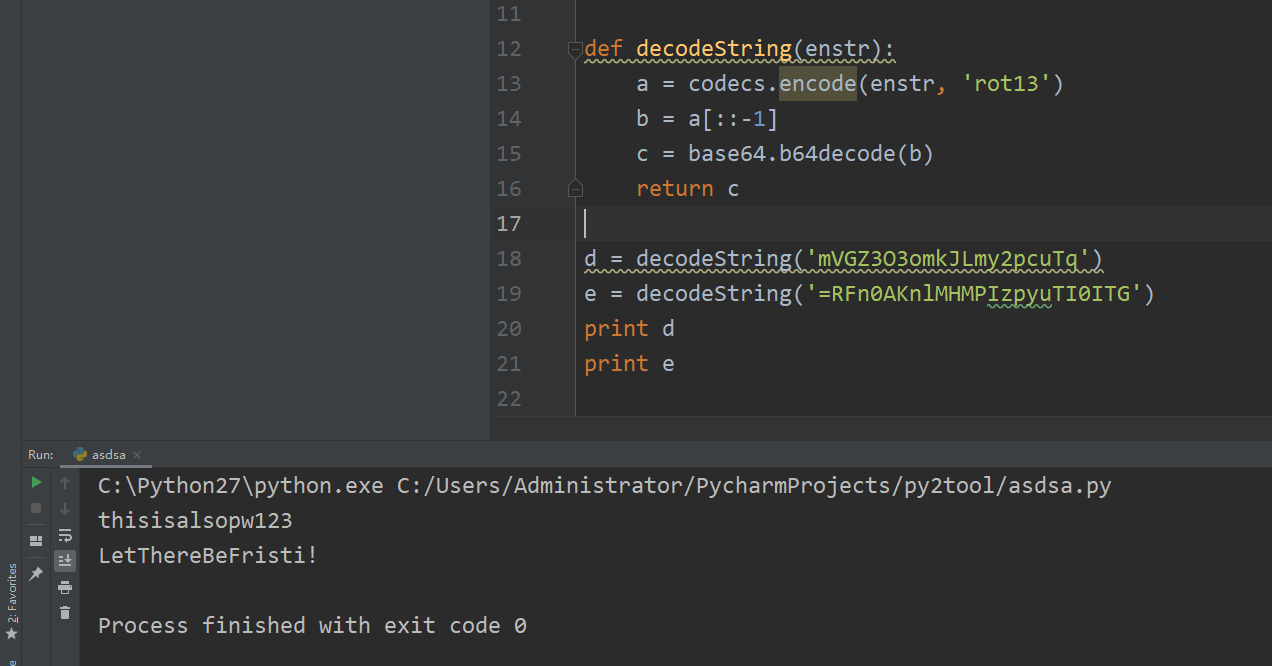 11
12 def decodeString(enstr):
13     a = codecs.encode(enstr, 'rot13')
14     b = a[::-1]
15     c = base64.b64decode(b)
16     return c
17
18 d = decodeString('mVGZ3O3omkJLmy2pcuTq')
19 e = decodeString('=RFn0AKnlMHMPIzpyuTI0ITG')
20 print d
21 print e
22
Run: asdsa
C:\Python27\python.exe C:/Users/Administrator/PycharmProjects/py2tool/asdsa.py
thisisalsopw123
LetThereBeFristi!
Process finished with exit code 0
2: Favorites